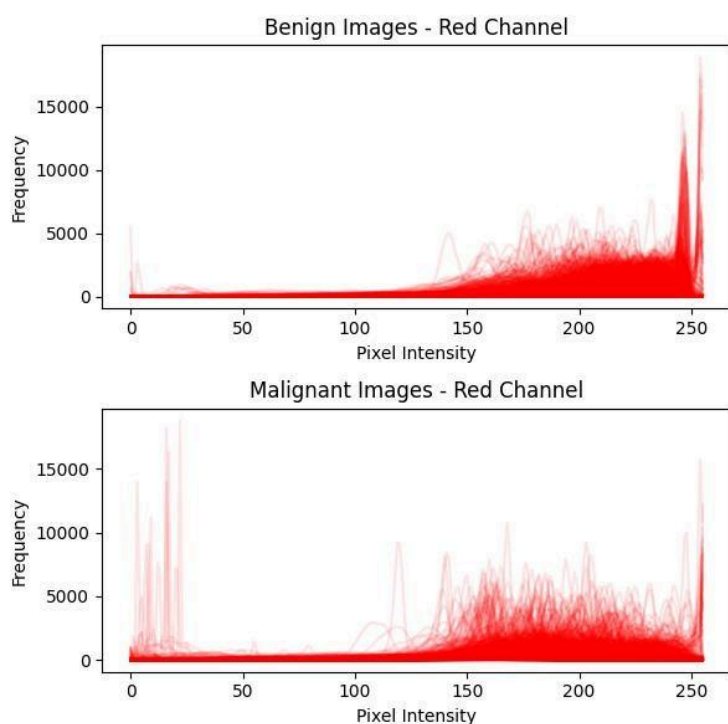 Benign Images - Red Channel
15000
10000
5000
0
Frequency
0 50 100 150 200 250
Pixel Intensity
Malignant Images - Red Channel
15000
10000
5000
0
Frequency
0 50 100 150 200 250
Pixel Intensity